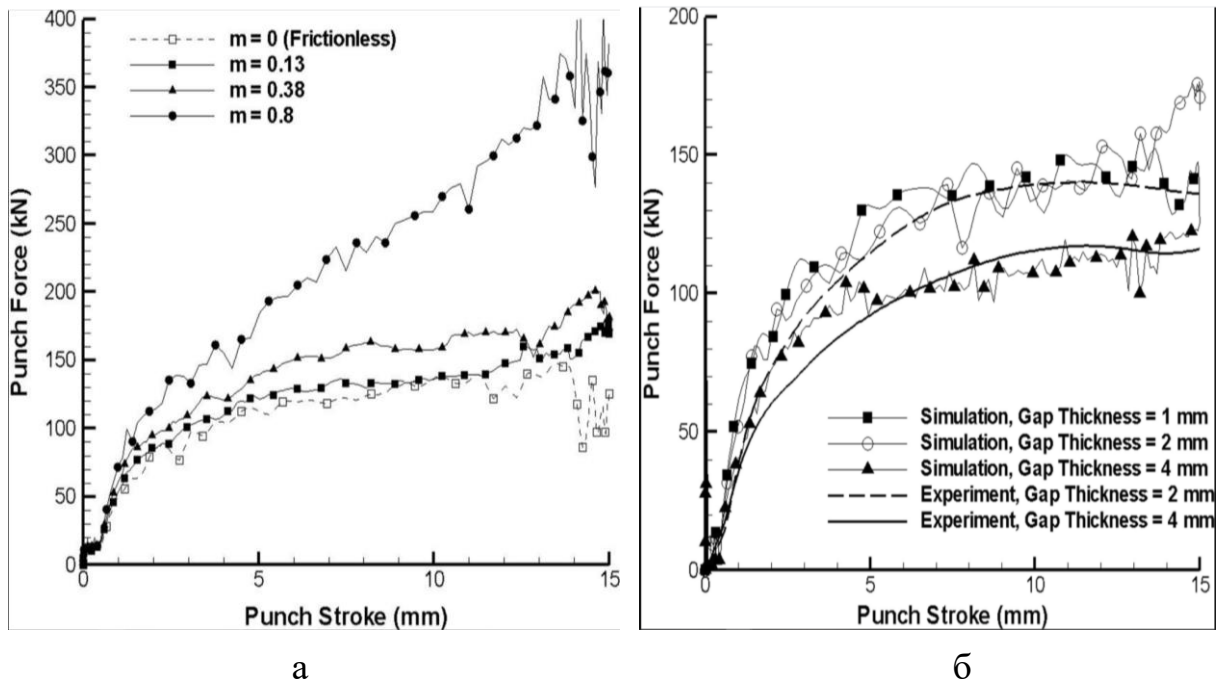 400
350
300
250
200
150
100
50
0
Punch Force (kN)
m = 0 (Frictionless)
m = 0.13
m = 0.38
m = 0.8
0 5 10 15
Punch Stroke (mm)
а
200
150
100
50
0
Punch Force (kN)
Simulation, Gap Thickness = 1 mm
Simulation, Gap Thickness = 2 mm
Simulation, Gap Thickness = 4 mm
Experiment, Gap Thickness = 2 mm
Experiment, Gap Thickness = 4 mm
0 5 10 15
Punch Stroke (mm)
б